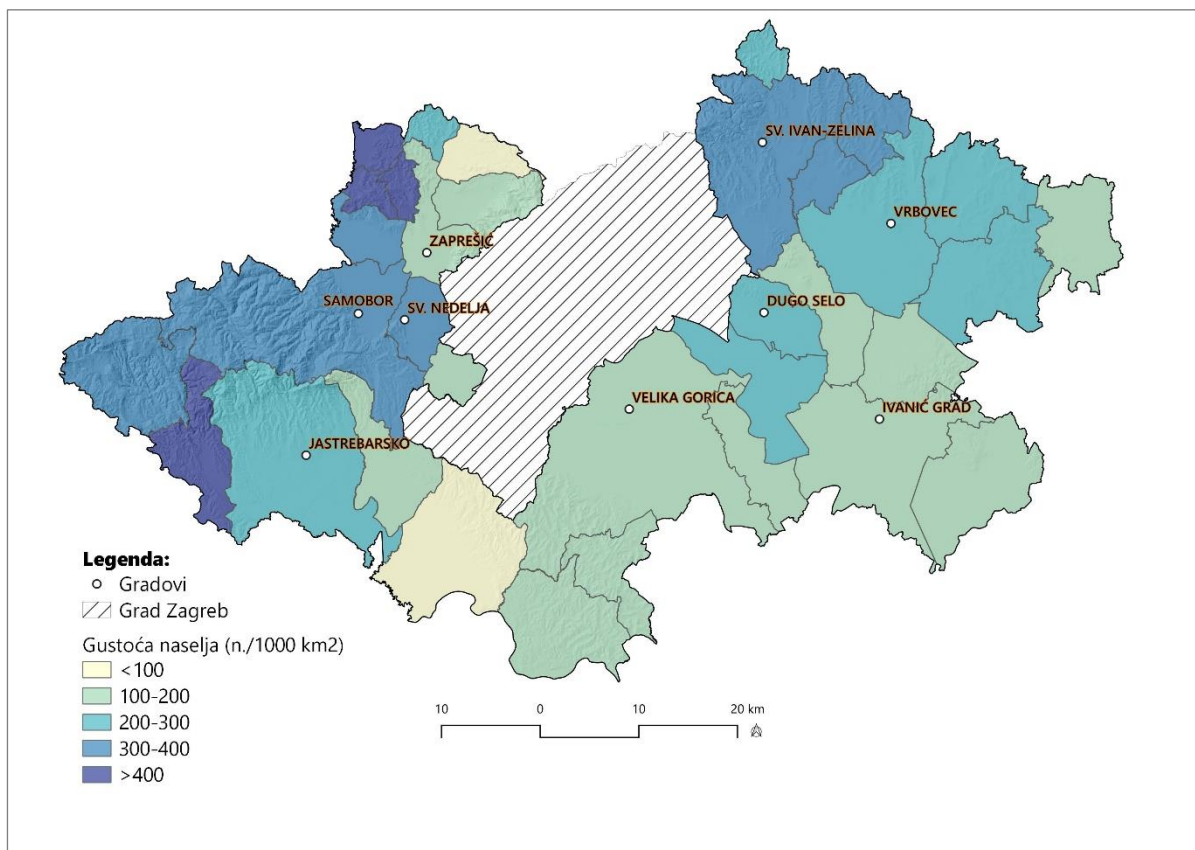 SV. IVAN-ZELINA
VRBOVEC
ZAPREŠIĆ
SAMOBOR
SV. NEDELJA
DUGO SELO
VELIKA GORICA
IVANIĆ GRAD
JASTREBARSKO
Legenda:
Gradovi
Grad Zagreb
Gustoća naselja (n./1000 km2)
<100
100-200
200-300
300-400
>400
10 0 10 20 km